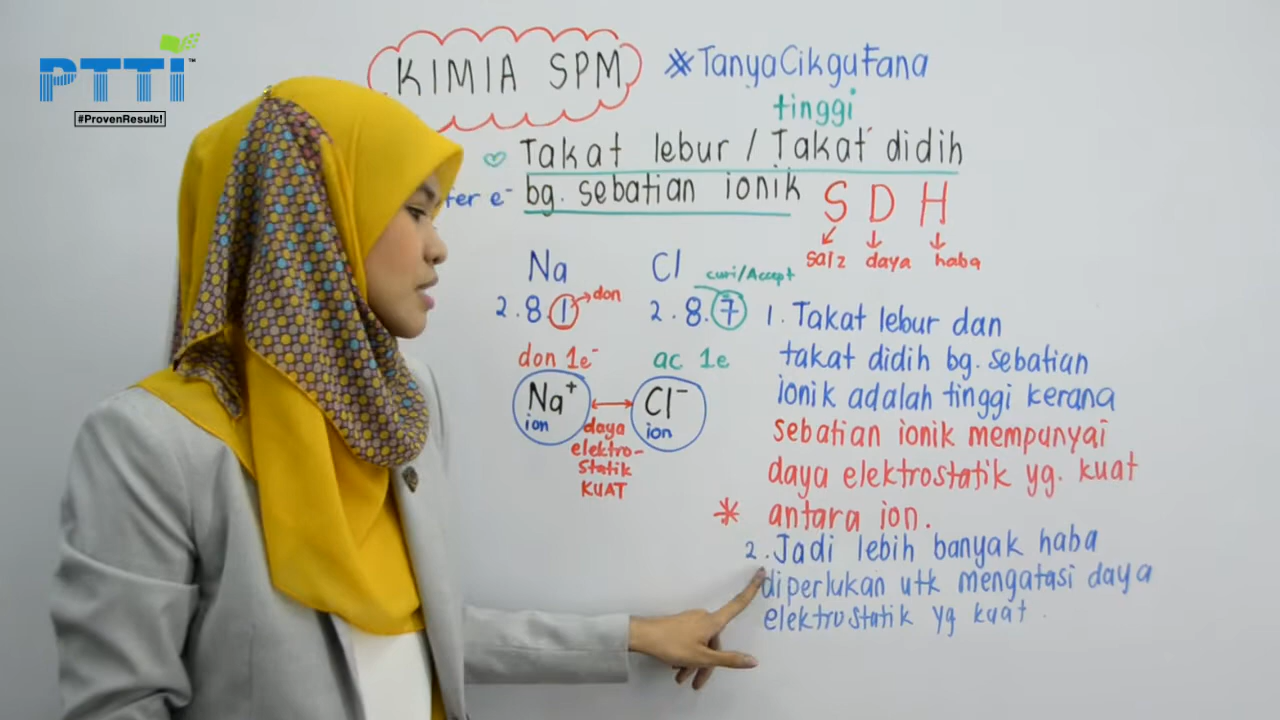 PTTI™
#ProvenResult!
KIMIA SPM
#TanyaCikguFana
tinggi
Takat lebur / Takat didih
fer e⁻ bg. sebatian ionik
S D H
salz daya haba
Na
2.8.1
don
don 1e⁻
Na⁺
ion
Cl
curi/Accept
2.8.7
ac 1e
Cl⁻
ion
daya
elektro-
statik
KUAT
1. Takat lebur dan
takat didih bg. sebatian
ionik adalah tinggi kerana
sebatian ionik mempunyai
daya elektrostatik yg. kuat
* antara ion.
2. Jadi lebih banyak haba
diperlukan utk mengatasi daya
elektrostatik yg kuat.